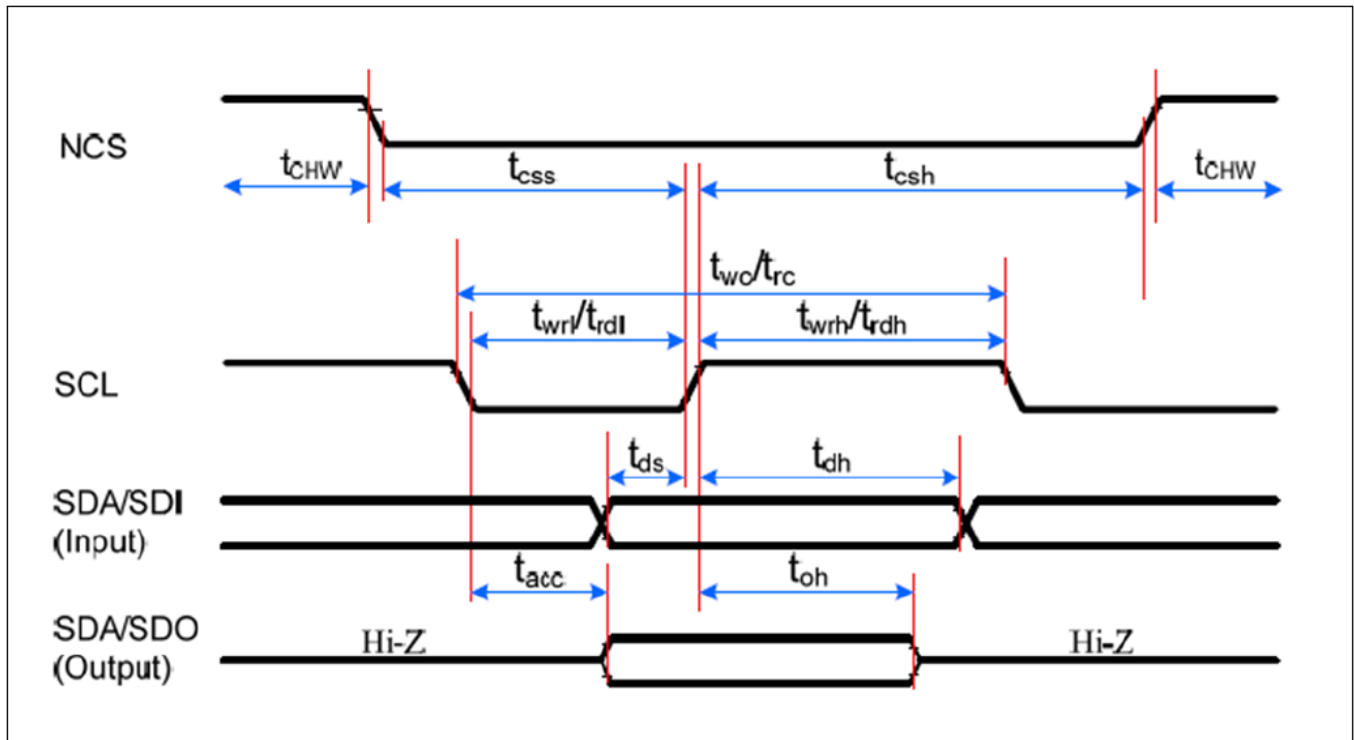 NCS
tCHW
tcss
tcsh
tCHW
twc/trc
twrl/trdl
twrh/trdh
SCL
tds
tdh
SDA/SDI
(Input)
tacc
toh
SDA/SDO
(Output)
Hi-Z
Hi-Z